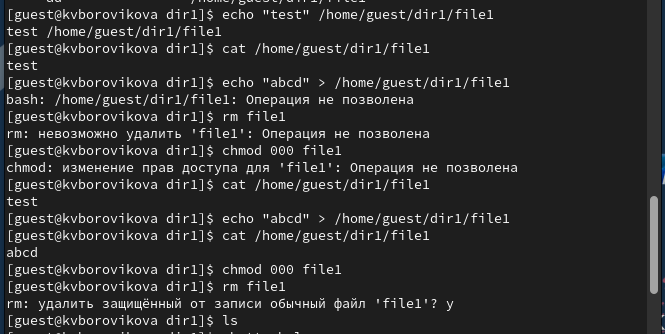 [guest@kvborovikova dir1]$ echo "test" /home/guest/dir1/file1
test /home/guest/dir1/file1
[guest@kvborovikova dir1]$ cat /home/guest/dir1/file1
test
[guest@kvborovikova dir1]$ echo "abcd" > /home/guest/dir1/file1
bash: /home/guest/dir1/file1: Операция не позволена
[guest@kvborovikova dir1]$ rm file1
rm: невозможно удалить 'file1': Операция не позволена
[guest@kvborovikova dir1]$ chmod 000 file1
chmod: изменение прав доступа для 'file1': Операция не позволена
[guest@kvborovikova dir1]$ cat /home/guest/dir1/file1
test
[guest@kvborovikova dir1]$ echo "abcd" > /home/guest/dir1/file1
[guest@kvborovikova dir1]$ cat /home/guest/dir1/file1
abcd
[guest@kvborovikova dir1]$ chmod 000 file1
[guest@kvborovikova dir1]$ rm file1
rm: удалить защищённый от записи обычный файл 'file1'? y
[guest@kvborovikova dir1]$ ls